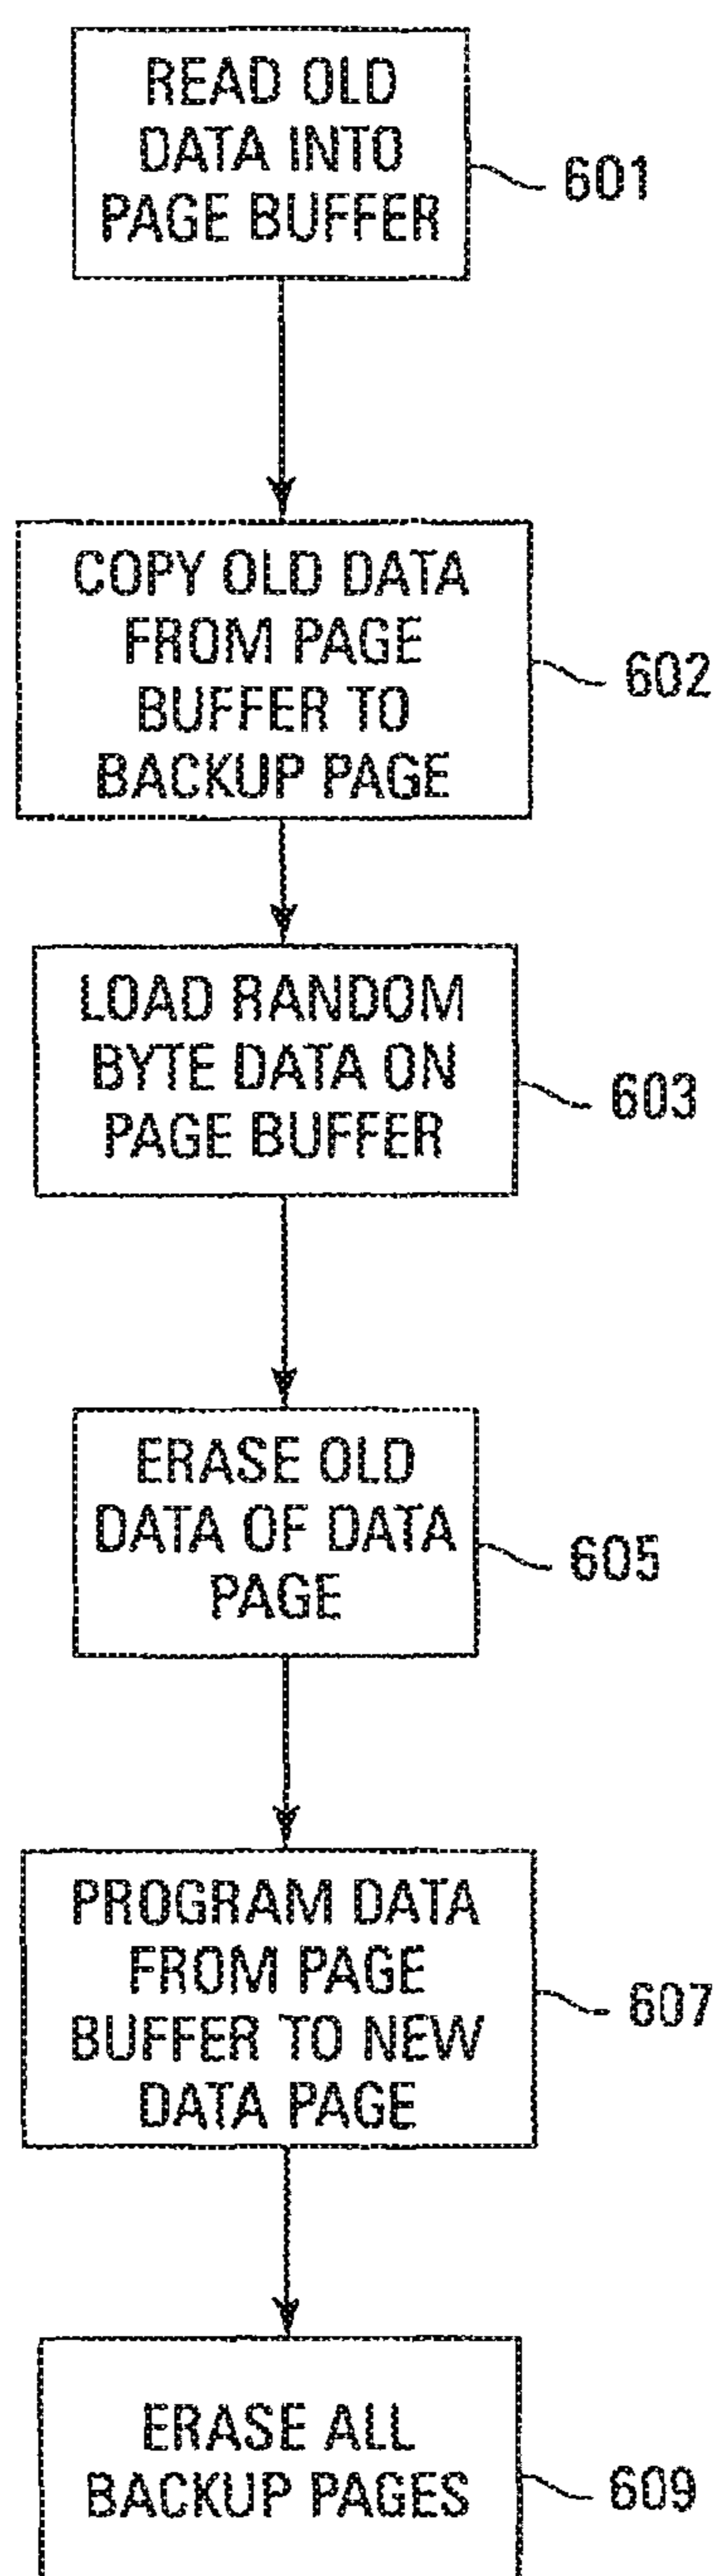 READ OLD
DATA INTO
PAGE BUFFER
601
COPY OLD DATA
FROM PAGE
BUFFER TO
BACKUP PAGE
602
LOAD RANDOM
BYTE DATA ON
PAGE BUFFER
603
ERASE OLD
DATA OF DATA
PAGE
605
PROGRAM DATA
FROM PAGE
BUFFER TO NEW
DATA PAGE
607
ERASE ALL
BACKUP PAGES
609